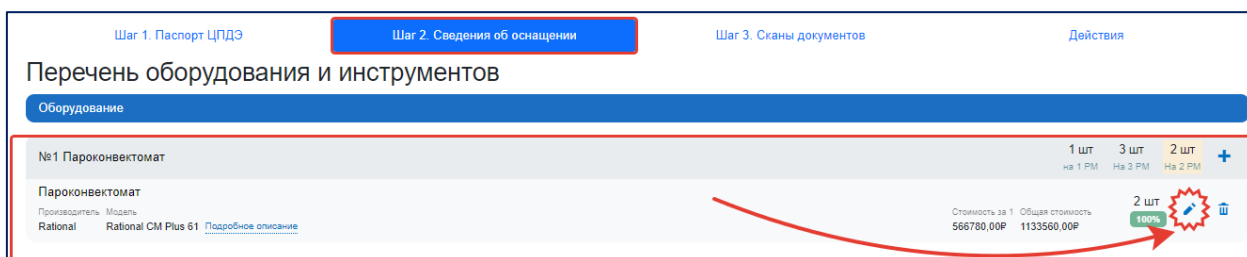 Шаг 1. Паспорт ЦПДЭ Шаг 2. Сведения об оснащении Шаг 3. Сканы документов Действия
Перечень оборудования и инструментов
Оборудование
№1 Пароконвектомат 1 шт 3 шт 2 шт
на 1 РМ На 3 РМ На 2 РМ
Пароконвектомат 2 шт
Производитель Модель Стоимость за 1 Общая стоимость 100%
Rational Rational CM Plus 61 Подробное описание 566780,00₽ 1133560,00₽